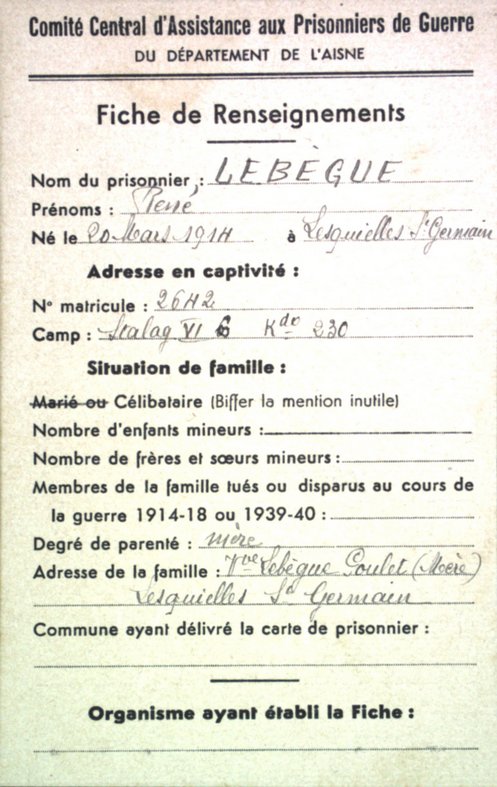 Comité Central d'Assistance aux Prisonniers de Guerre
DU DÉPARTEMENT DE L'AISNE
Fiche de Renseignements
Nom du prisonnier : LEBÈGUE
Prénoms : René
Né le 20 Mars 1914 à Lesquielles St Germain
Adresse en captivité :
N° matricule : 2642
Camp : Stalag VI G Kdo 230
Situation de famille :
Marié ou Célibataire (Biffer la mention inutile)
Nombre d'enfants mineurs :
Nombre de frères et sœurs mineurs :
Membres de la famille tués ou disparus au cours de
la guerre 1914-18 ou 1939-40 :
Degré de parenté : mère
Adresse de la famille : Vve Lebègue Poulet (Mère)
Lesquielles St Germain
Commune ayant délivré la carte de prisonnier :
Organisme ayant établi la Fiche :